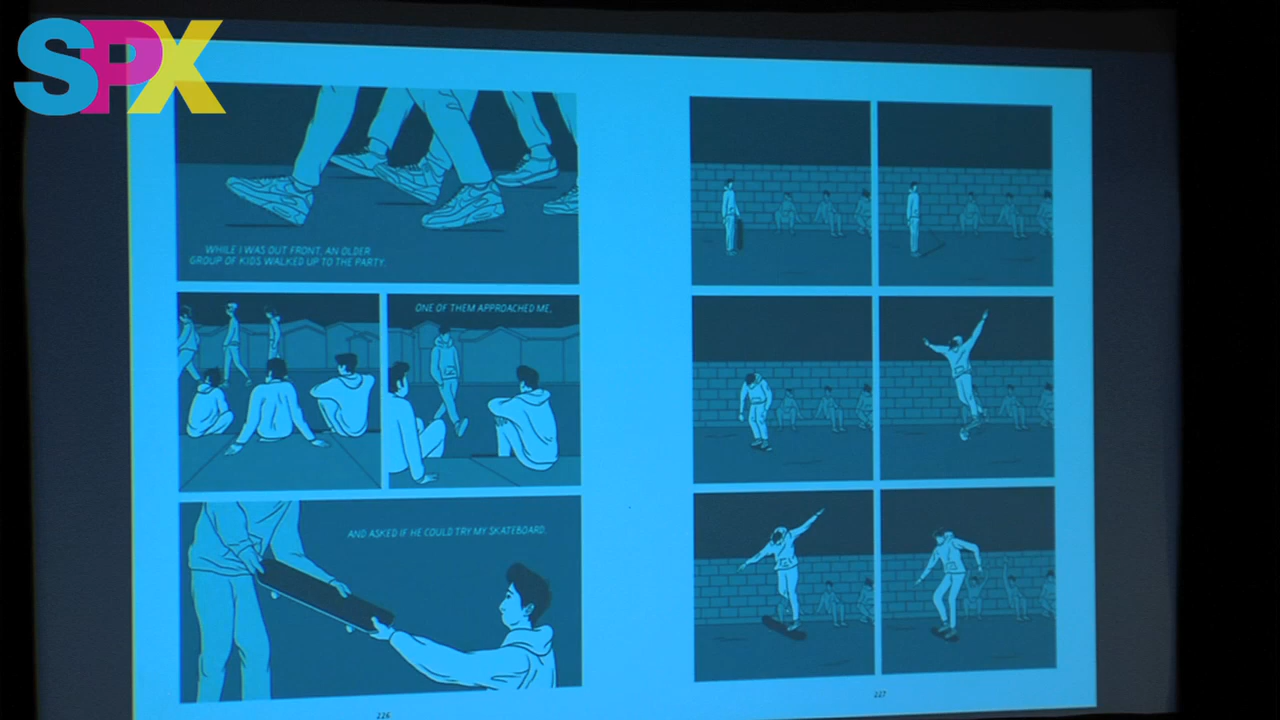 SPX
WHILE I WAS OUT FRONT, AN OLDER
GROUP OF KIDS WALKED UP TO THE PARTY.
ONE OF THEM APPROACHED ME,
AND ASKED IF HE COULD TRY MY SKATEBOARD.
226
227